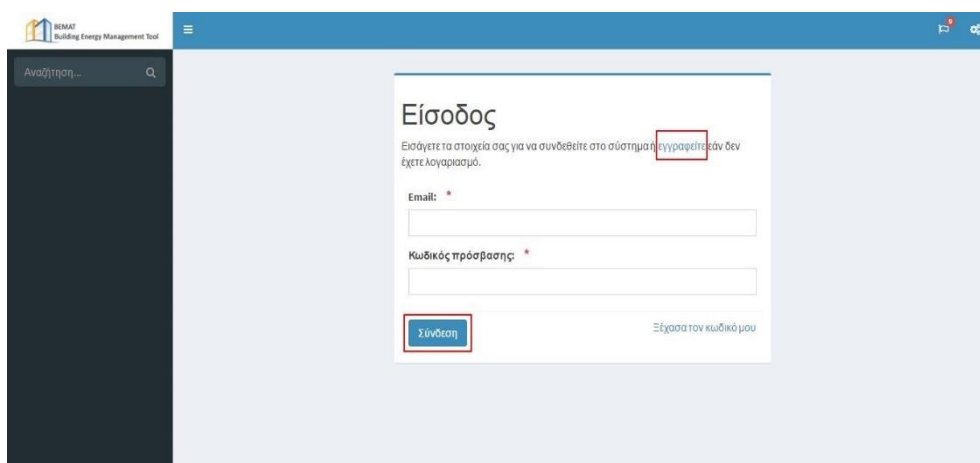 BEMAT
Building Energy Management Tool
Αναζήτηση...
Είσοδος
Εισάγετε τα στοιχεία σας για να συνδεθείτε στο σύστημα ή εγγραφείτε εάν δεν
έχετε λογαριασμό.
Email: *
Κωδικός πρόσβασης: *
Σύνδεση
Ξέχασα τον κωδικό μου